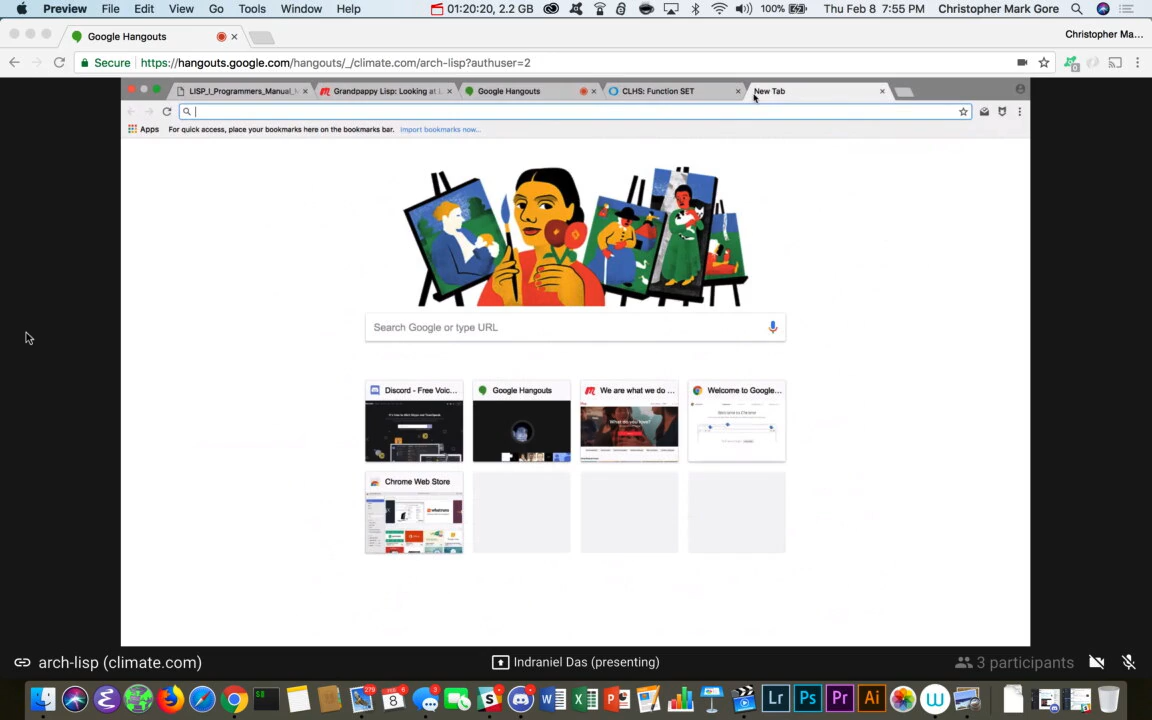 Preview File Edit View Go Tools Window Help 01:20:20, 2.2 GB 100% Thu Feb 8 7:55 PM Christopher Mark Gore
Google Hangouts Christopher Ma...
Secure https://hangouts.google.com/hangouts/_/climate.com/arch-lisp?authuser=2
LISP_I_Programmers_Manual_ Grandpappy Lisp: Looking at Google Hangouts CLHS: Function SET New Tab
Apps For quick access, place your bookmarks here on the bookmarks bar. Import bookmarks now...
Search Google or type URL
Discord - Free Voic... Google Hangouts We are what we do ... Welcome to Google...
Chrome Web Store
arch-lisp (climate.com) Indraniel Das (presenting) 3 participants
Lr Ps Pr Ai